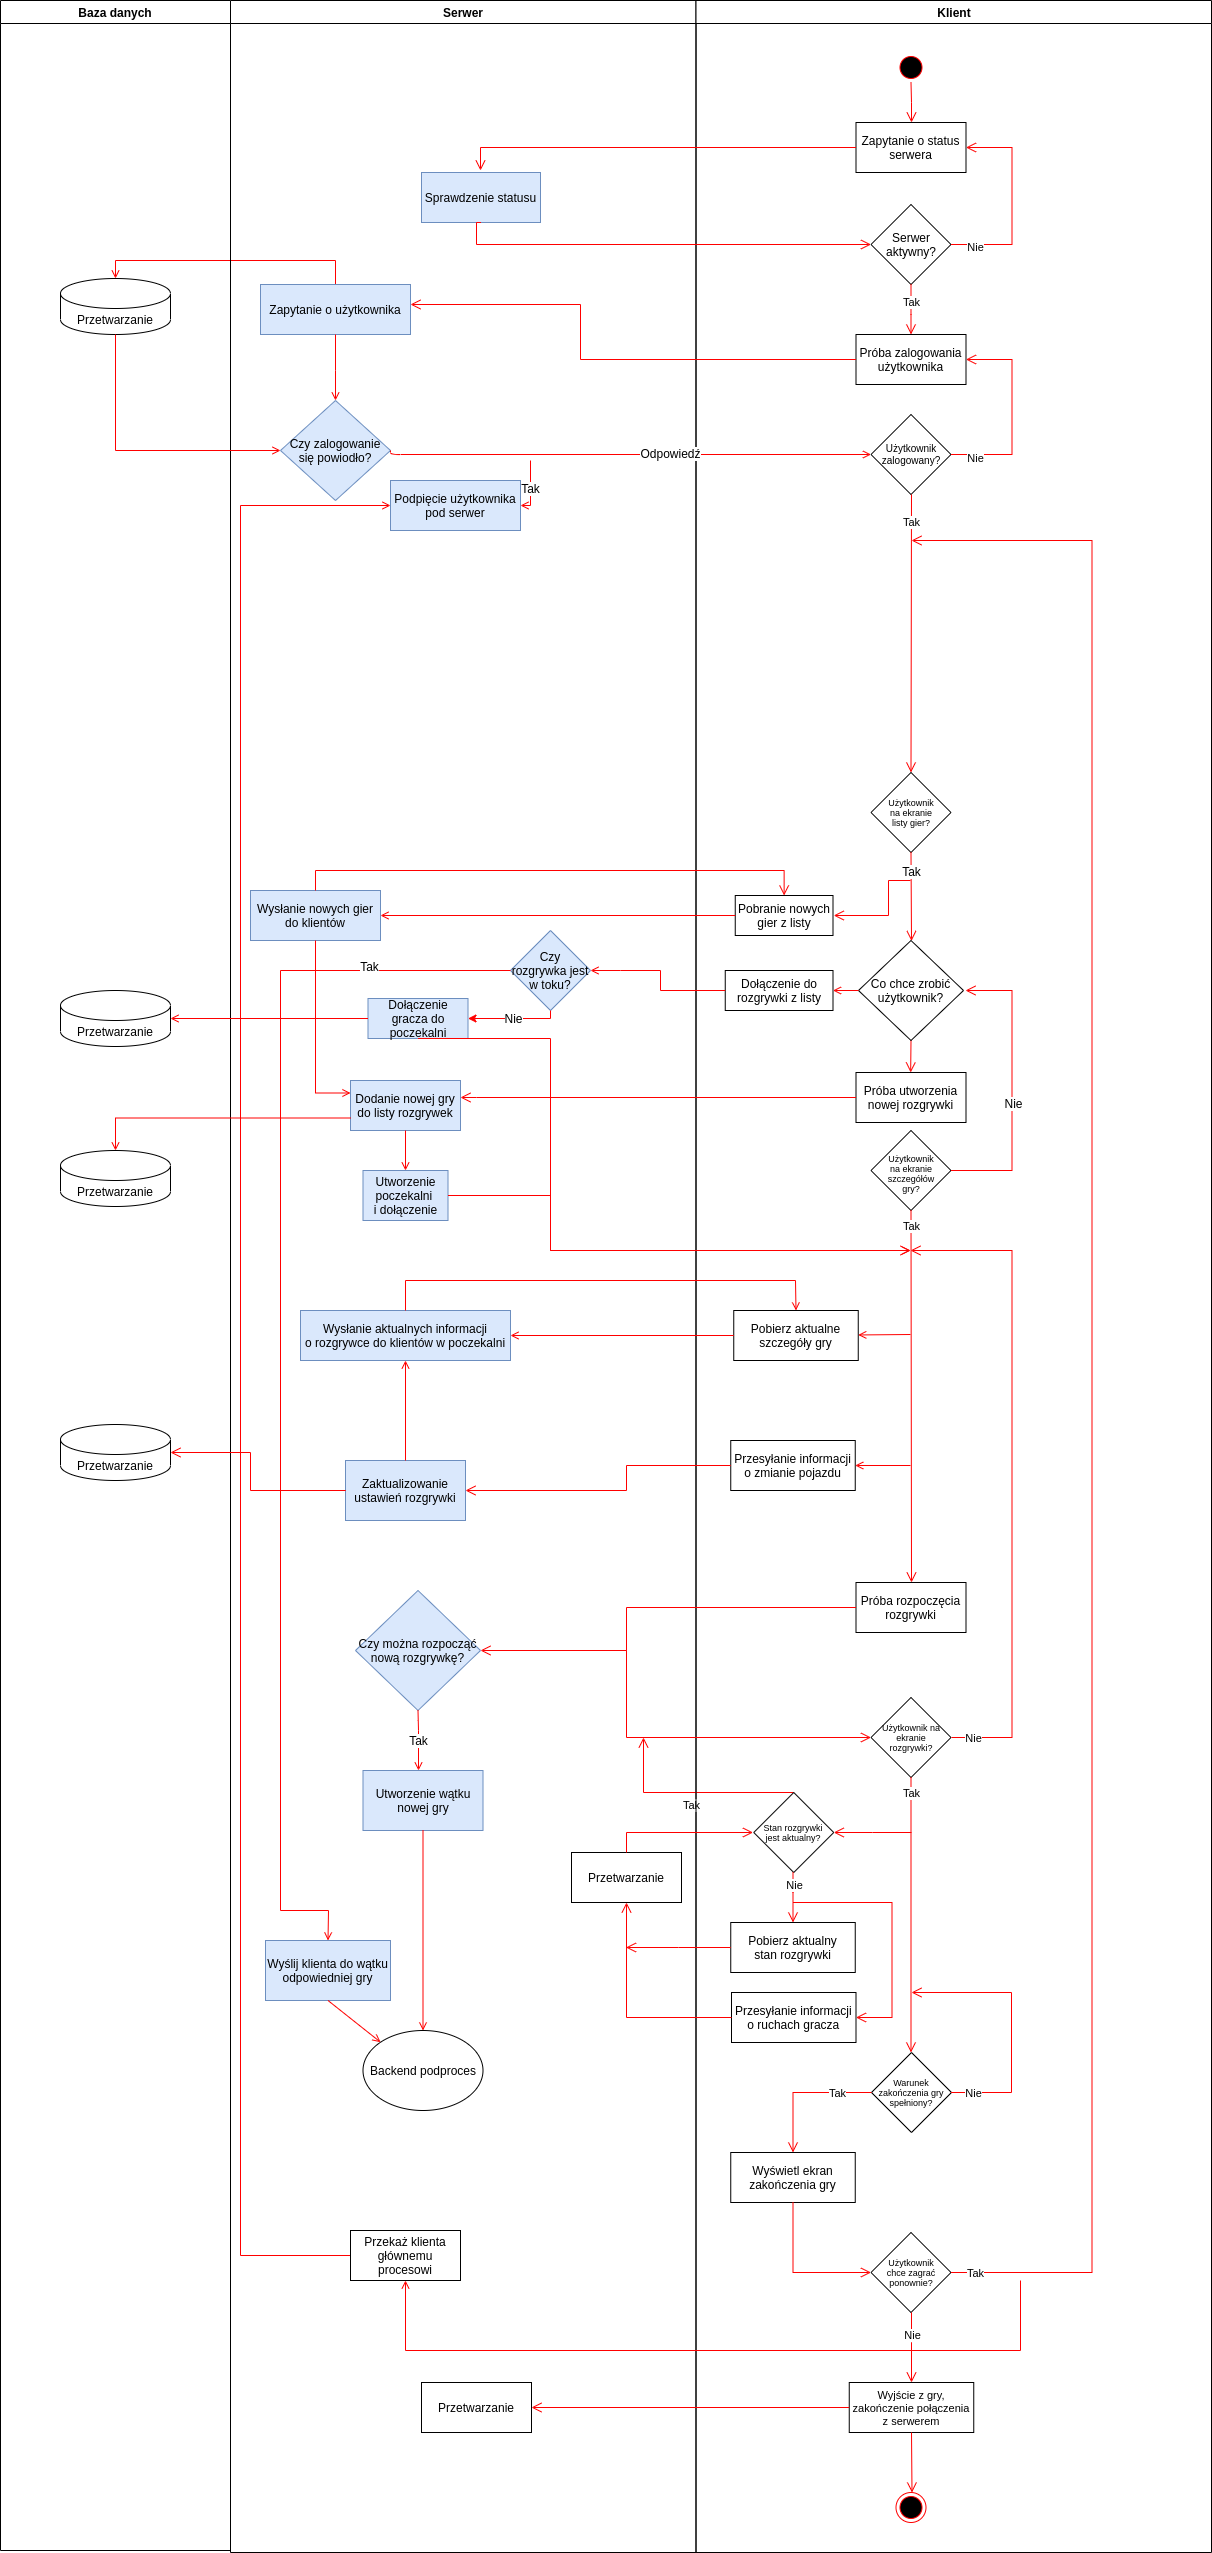 Baza danych
Serwer
Klient
Zapytanie o status
serwera
Sprawdzenie statusu
Serwer
aktywny?
Nie
Tak
Zapytanie o użytkownika
Przetwarzanie
Próba zalogowania
użytkownika
Czy zalogowanie
się powiodło?
Odpowiedź
Użytkownik
zalogowany?
Nie
Tak
Podpięcie użytkownika
pod serwer
Tak
Użytkownik
na ekranie
listy gier?
Tak
Wysłanie nowych gier
do klientów
Pobranie nowych
gier z listy
Tak
Czy
rozgrywka jest
w toku?
Dołączenie do
rozgrywki z listy
Co chce zrobić
użytkownik?
Przetwarzanie
Dołączenie
gracza do
poczekalni
Nie
Dodanie nowej gry
do listy rozgrywek
Próba utworzenia
nowej rozgrywki
Nie
Przetwarzanie
Utworzenie
poczekalni
i dołączenie
Użytkownik
na ekranie
szczegółów
gry?
Tak
Wysłanie aktualnych informacji
o rozgrywce do klientów w poczekalni
Pobierz aktualne
szczegóły gry
Przetwarzanie
Zaktualizowanie
ustawień rozgrywki
Przesyłanie informacji
o zmianie pojazdu
Próba rozpoczęcia
rozgrywki
Czy można rozpocząć
nową rozgrywkę?
Tak
Użytkownik na
ekranie
rozgrywki?
Nie
Tak
Utworzenie wątku
nowej gry
Tak
Stan rozgrywki
jest aktualny?
Przetwarzanie
Nie
Pobierz aktualny
stan rozgrywki
Wyślij klienta do wątku
odpowiedniej gry
Przesyłanie informacji
o ruchach gracza
Backend podproces
Tak
Warunek
zakończenia gry
spełniony?
Nie
Wyświetl ekran
zakończenia gry
Przekaż klienta
głównemu
procesowi
Użytkownik
chce zagrać
ponownie?
Tak
Nie
Przetwarzanie
Wyjście z gry,
zakończenie połączenia
z serwerem